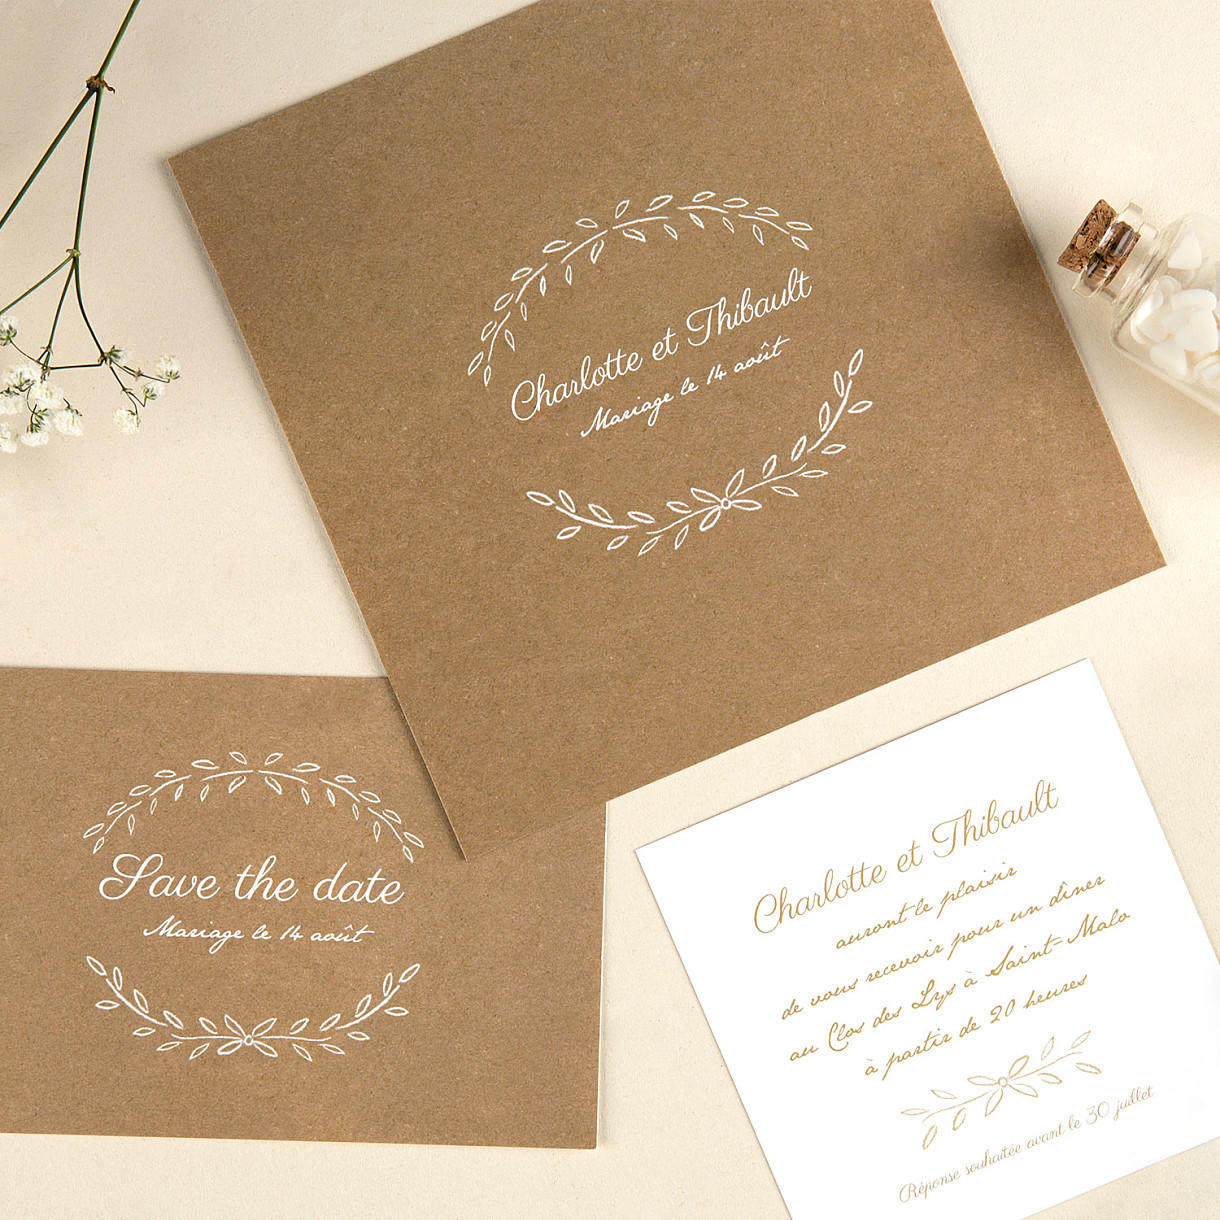 Charlotte et Thibault
Mariage le 14 août
Save the date
Mariage le 14 août
Charlotte et Thibault
auront le plaisir
de vous recevoir pour un dîner
au Clos des Lys à Saint-Malo
à partir de 20 heures
Réponse souhaitée avant le 30 juillet